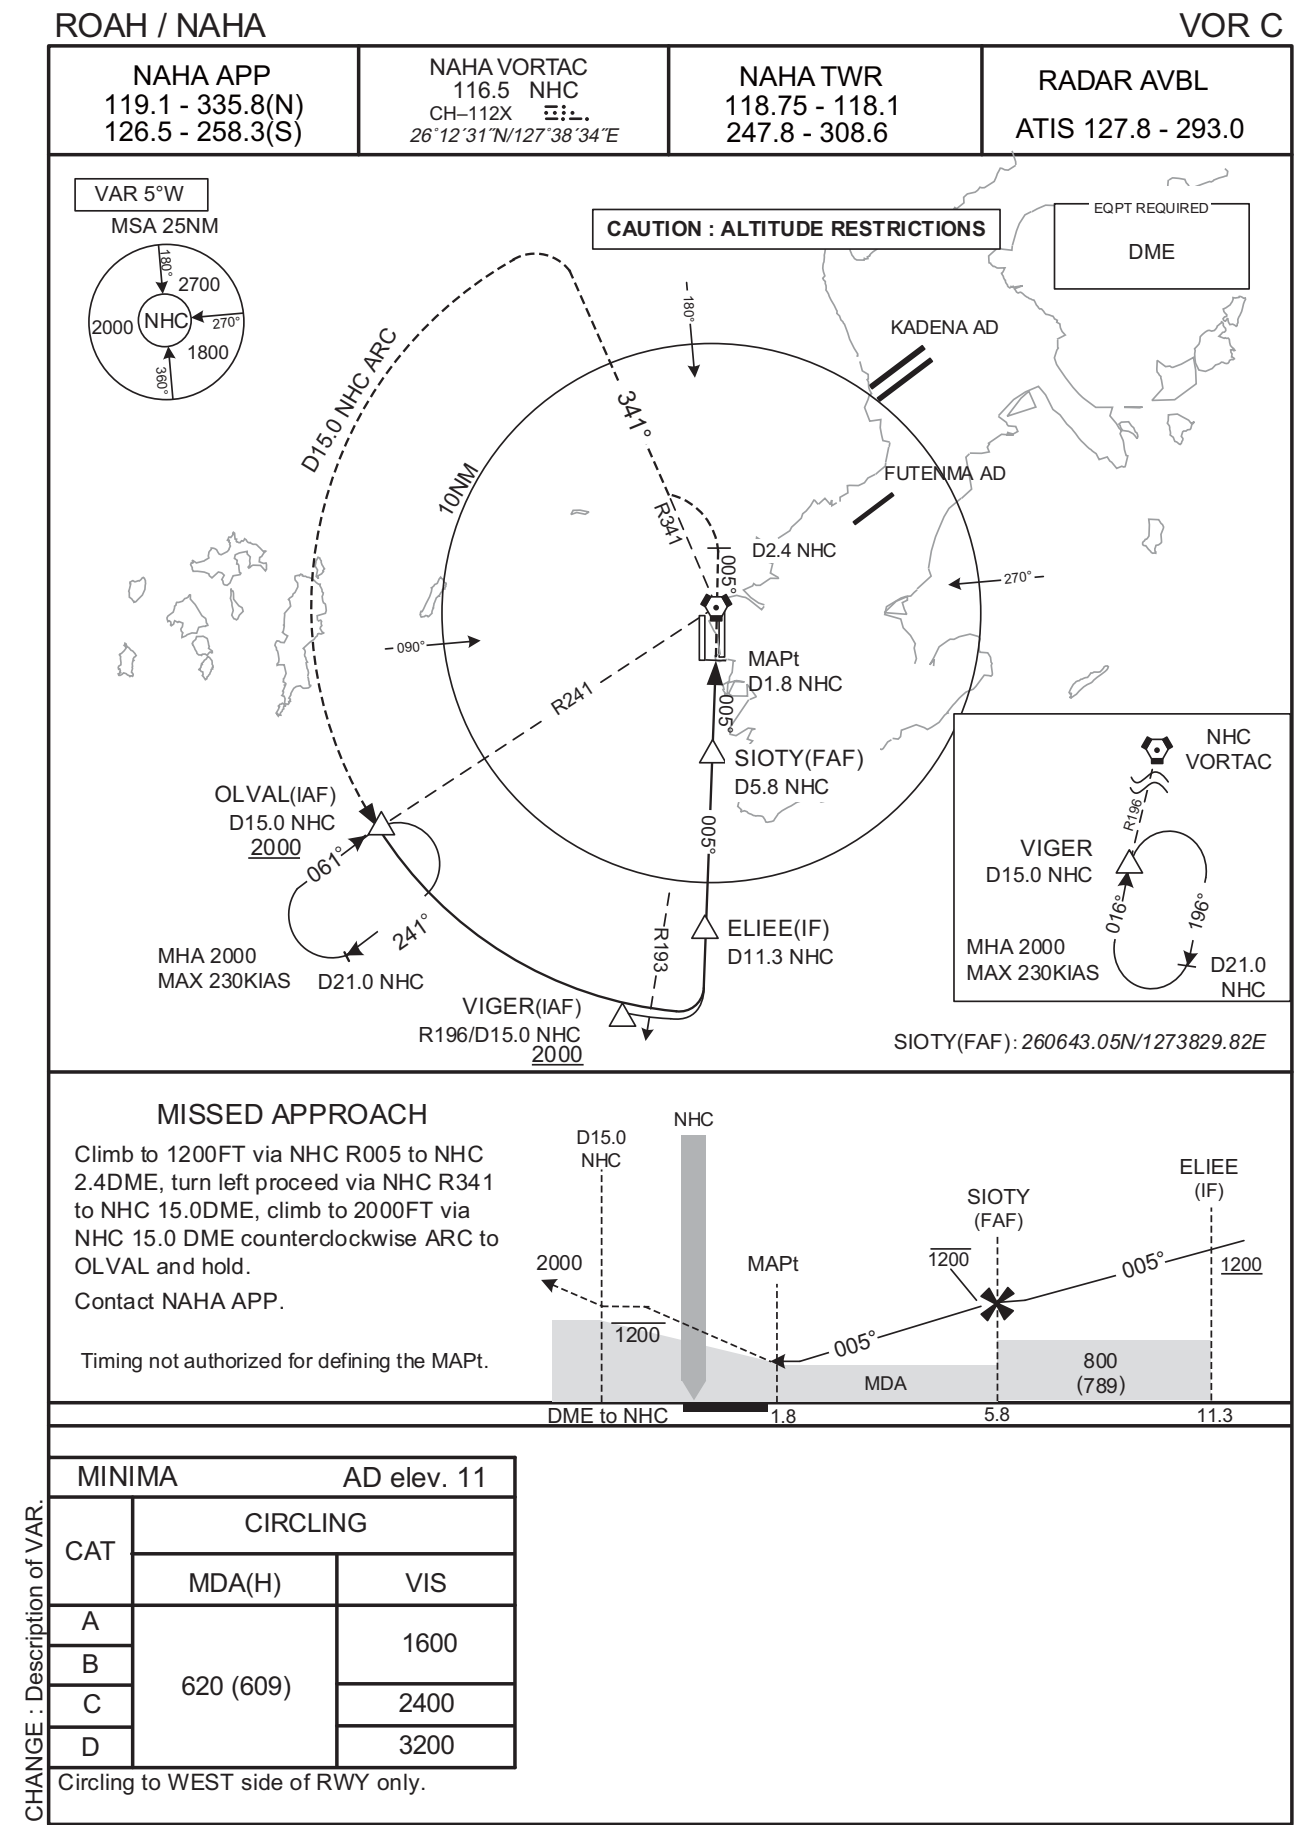 ROAH / NAHA
VOR C
NAHA APP
119.1 - 335.8(N)
126.5 - 258.3(S)
NAHA VORTAC
116.5 NHC
CH–112X
26°12´31˝N/127°38´34˝E
NAHA TWR
118.75 - 118.1
247.8 - 308.6
RADAR AVBL
ATIS 127.8 - 293.0
VAR 5°W
MSA 25NM
180°
2700
2000
NHC
270°
1800
360°
CAUTION : ALTITUDE RESTRICTIONS
EQPT REQUIRED
DME
KADENA AD
FUTENMA AD
D15.0 NHC ARC
10NM
341°
R341
180°
270°
090°
D2.4 NHC
005°
MAPt
D1.8 NHC
005°
R241
SIOTY(FAF)
D5.8 NHC
005°
OLVAL(IAF)
D15.0 NHC
2000
061°
241°
MHA 2000
MAX 230KIAS
D21.0 NHC
R193
ELIEE(IF)
D11.3 NHC
VIGER(IAF)
R196/D15.0 NHC
2000
NHC
VORTAC
R196
VIGER
D15.0 NHC
016°
196°
MHA 2000
MAX 230KIAS
D21.0
NHC
SIOTY(FAF): 260643.05N/1273829.82E
MISSED APPROACH
Climb to 1200FT via NHC R005 to NHC
2.4DME, turn left proceed via NHC R341
to NHC 15.0DME, climb to 2000FT via
NHC 15.0 DME counterclockwise ARC to
OLVAL and hold.
Contact NAHA APP.
Timing not authorized for defining the MAPt.
D15.0
NHC
NHC
2000
1200
MAPt
SIOTY
(FAF)
1200
ELIEE
(IF)
1200
005°
005°
MDA
800
(789)
DME to NHC
1.8
5.8
11.3
MINIMA
AD elev. 11
CAT
CIRCLING
MDA(H)
VIS
A
B
C
D
620 (609)
1600
2400
3200
Circling to WEST side of RWY only.
CHANGE : Description of VAR.